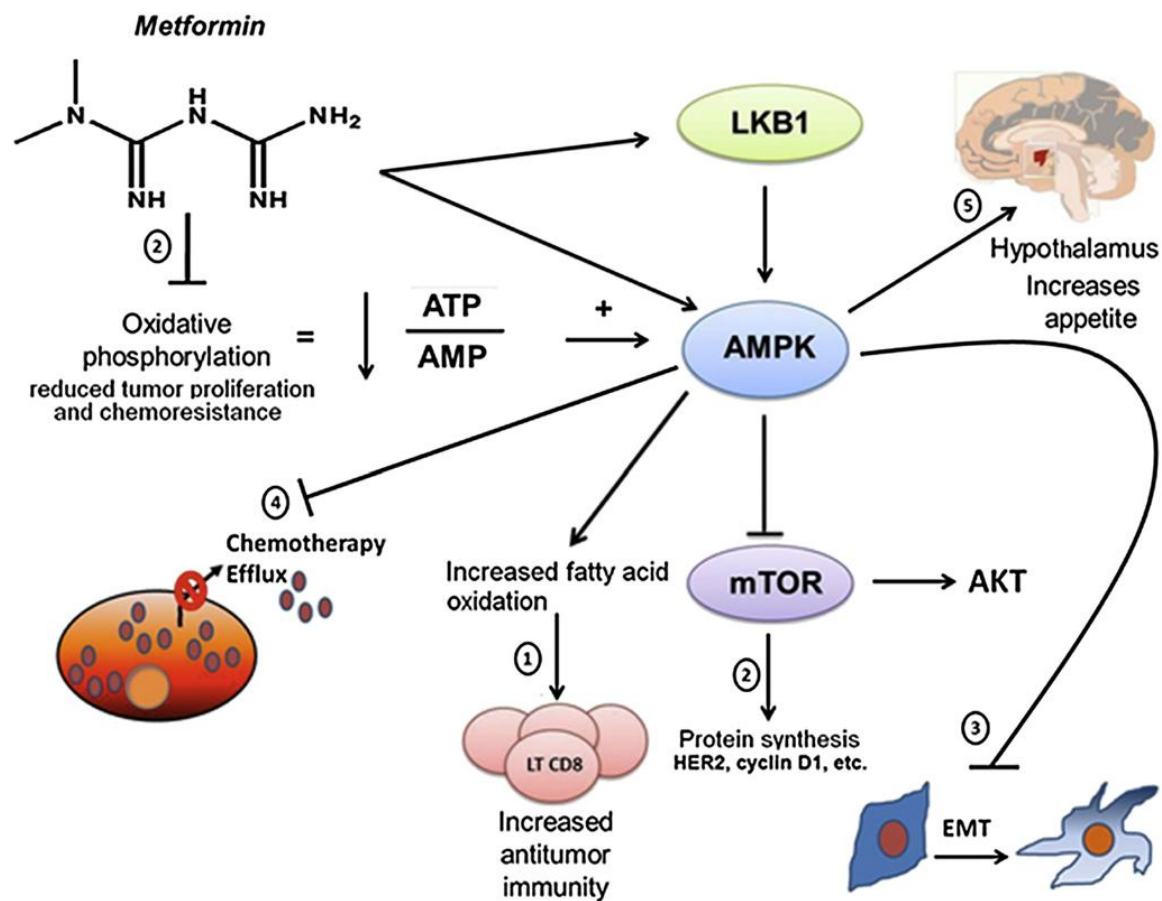 Metformin
N
H
N
NH2
NH
NH
2
Oxidative
phosphorylation
reduced tumor proliferation
and chemoresistance
=
ATP
AMP
+
LKB1
AMPK
5
Hypothalamus
Increases
appetite
4
Chemotherapy
Efflux
Increased fatty acid
oxidation
1
LT CD8
Increased
antitumor
immunity
mTOR
AKT
2
Protein synthesis
HER2, cyclin D1, etc.
3
EMT